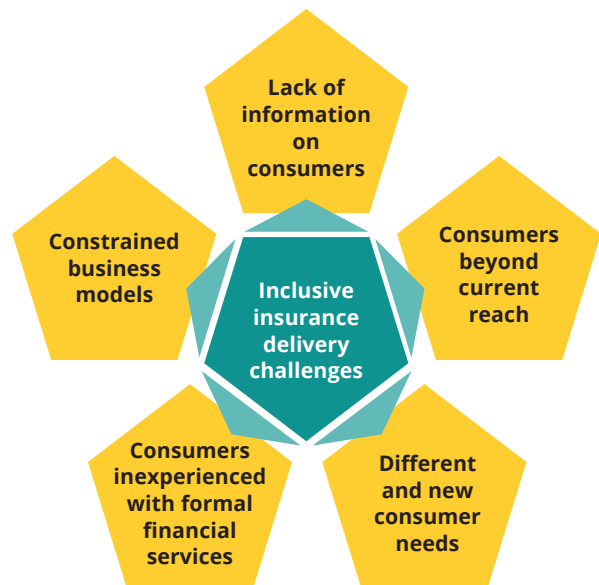 Lack of
information
on
consumers
Constrained
business
models
Consumers
beyond
current
reach
Inclusive
insurance
delivery
challenges
Consumers
inexperienced
with formal
financial
services
Different
and new
consumer
needs